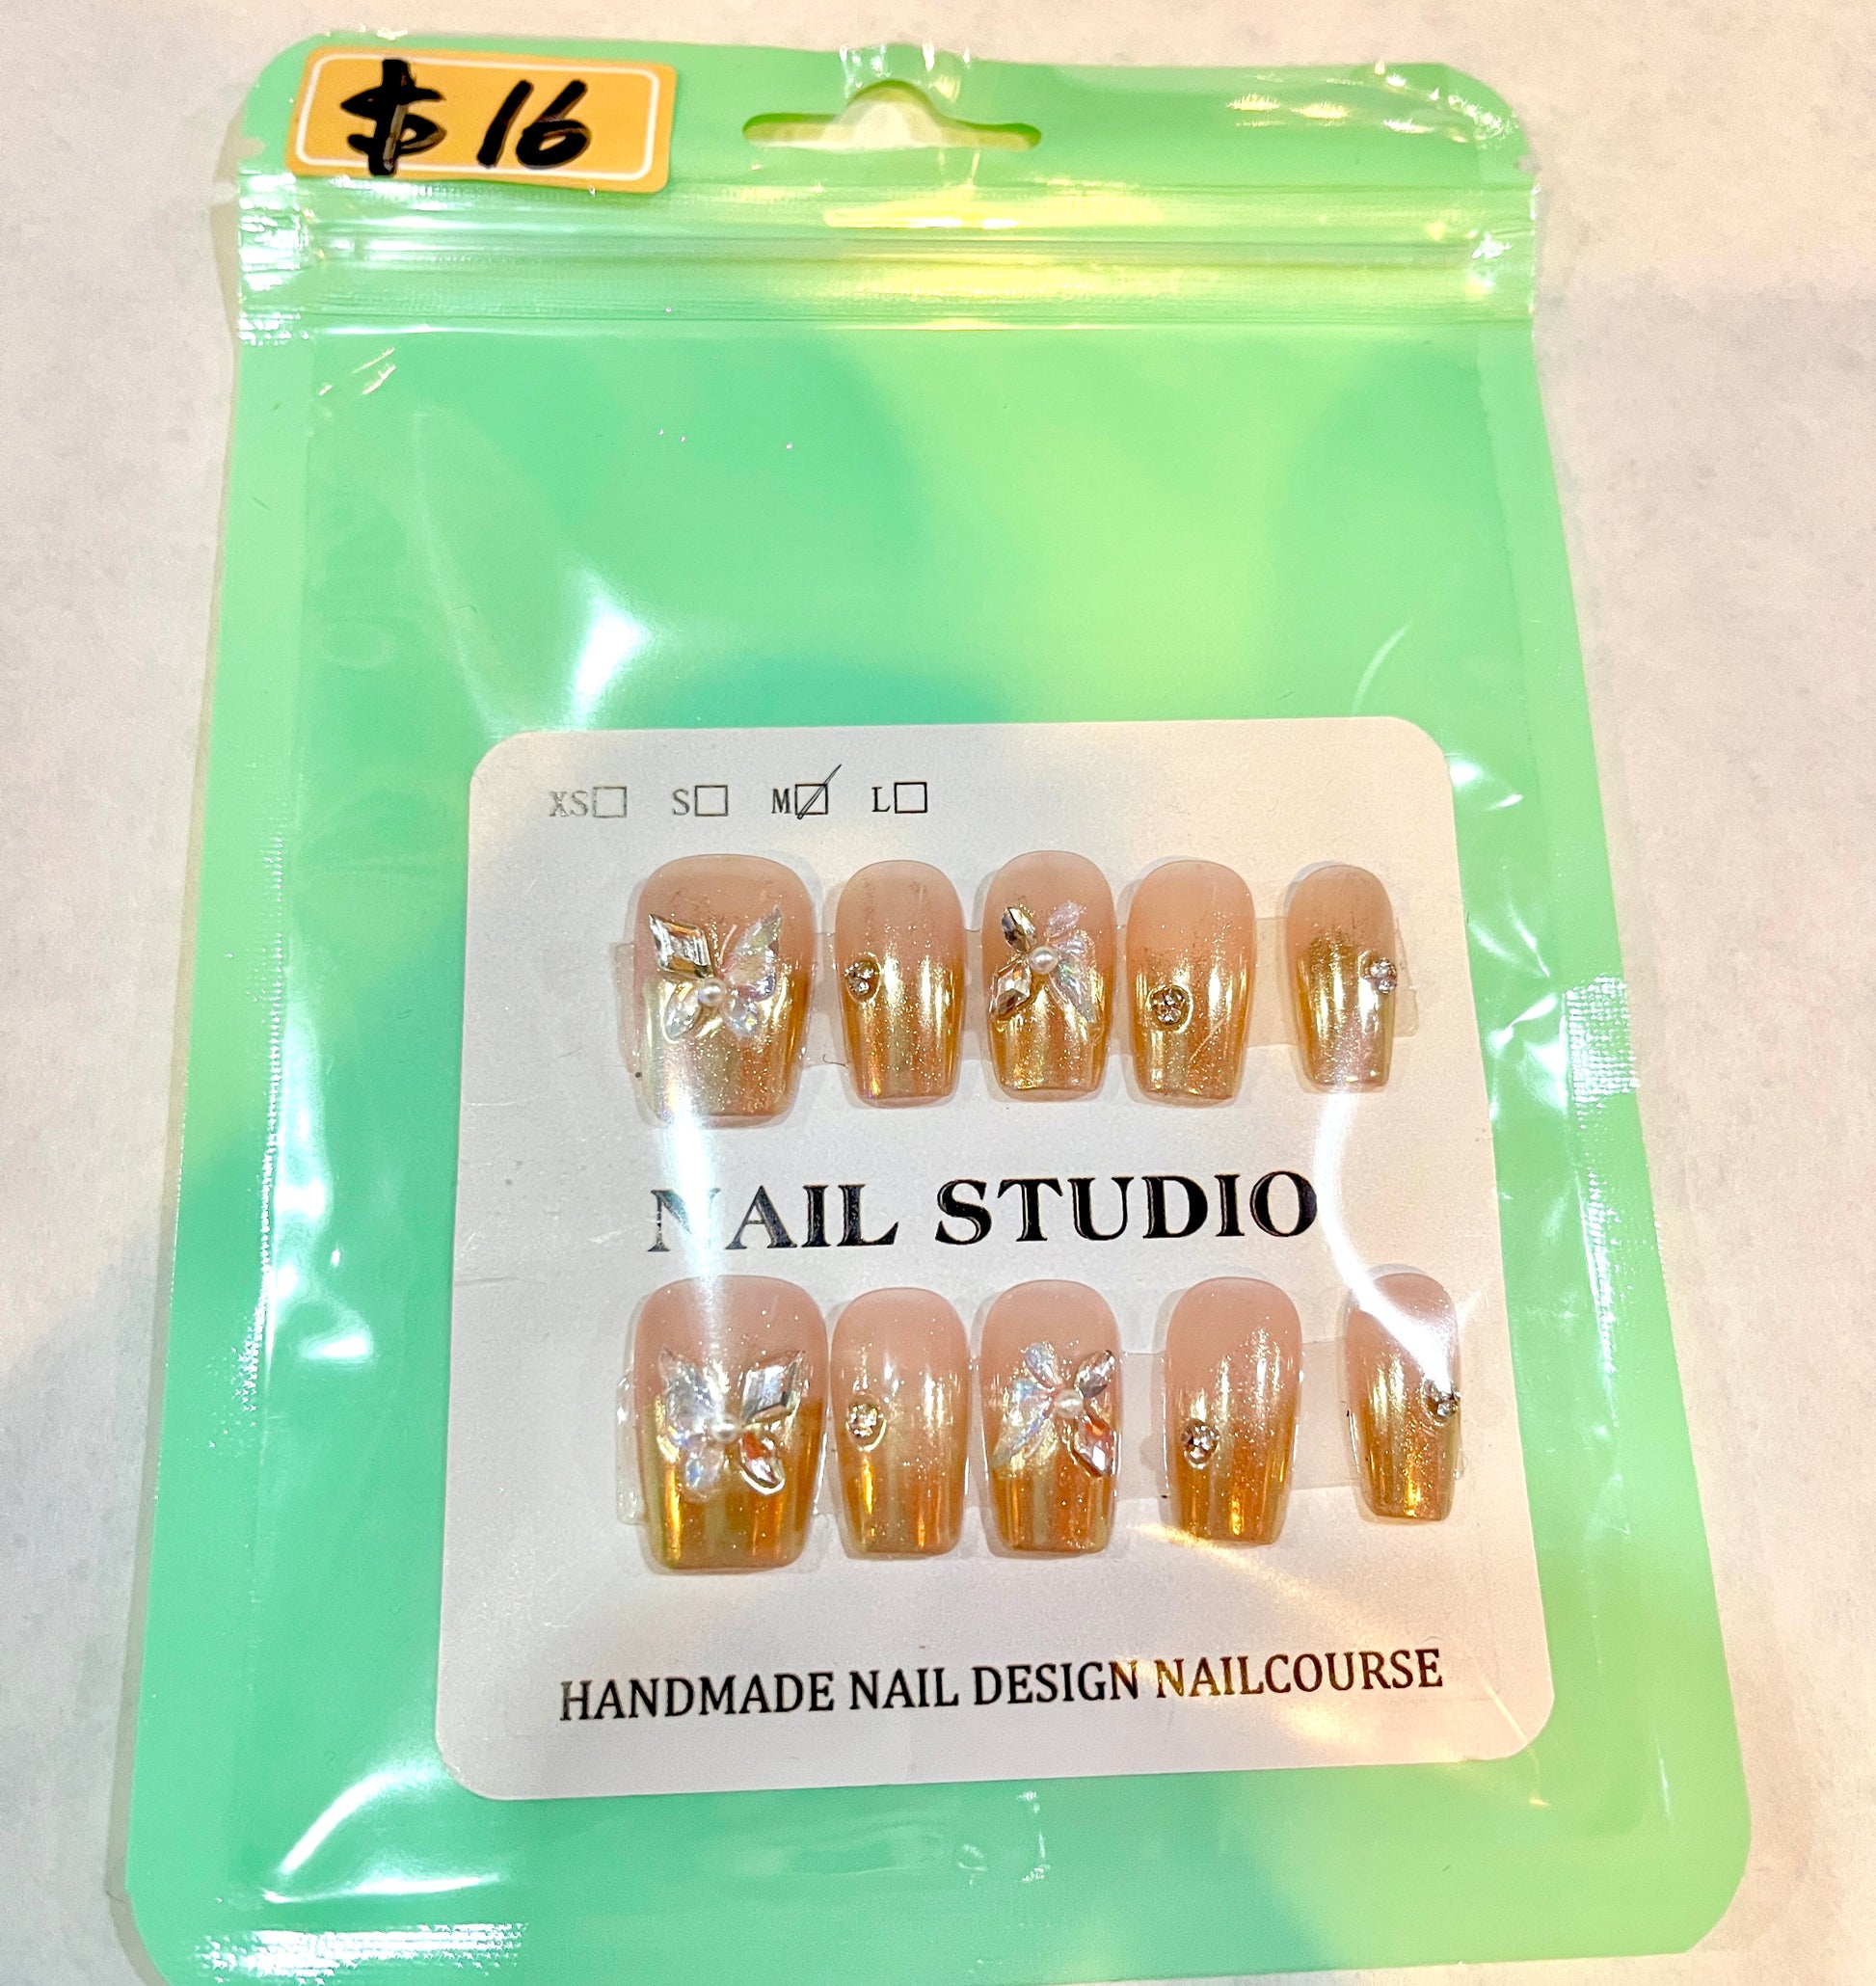 $16
XS□ S□ M☑ L□
NAIL STUDIO
HANDMADE NAIL DESIGN NAILCOURSE